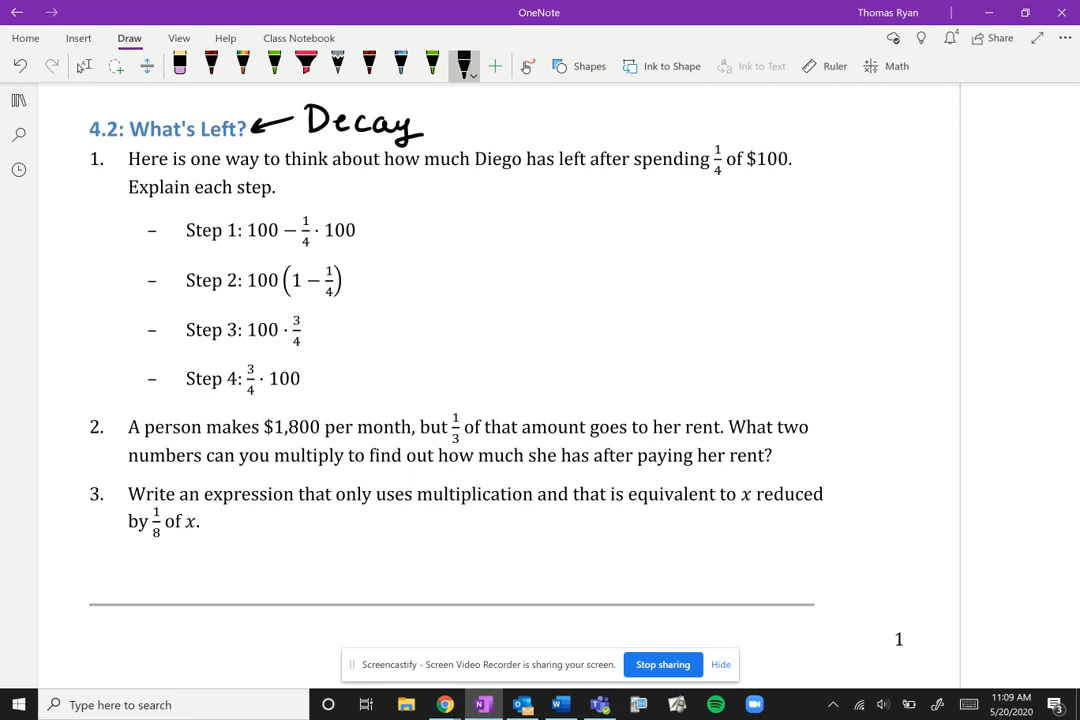 OneNote
Thomas Ryan
Home Insert Draw View Help Class Notebook
Share
Shapes Ink to Shape Ink to Text Ruler Math
4.2: What's Left? Decay
1. Here is one way to think about how much Diego has left after spending 1/4 of $100.
Explain each step.
– Step 1: 100 − 1/4 · 100
– Step 2: 100 (1 − 1/4)
– Step 3: 100 · 3/4
– Step 4: 3/4 · 100
2. A person makes $1,800 per month, but 1/3 of that amount goes to her rent. What two
numbers can you multiply to find out how much she has after paying her rent?
3. Write an expression that only uses multiplication and that is equivalent to x reduced
by 1/8 of x.
1
Screencastify - Screen Video Recorder is sharing your screen. Stop sharing Hide
Type here to search
11:09 AM
5/20/2020
3